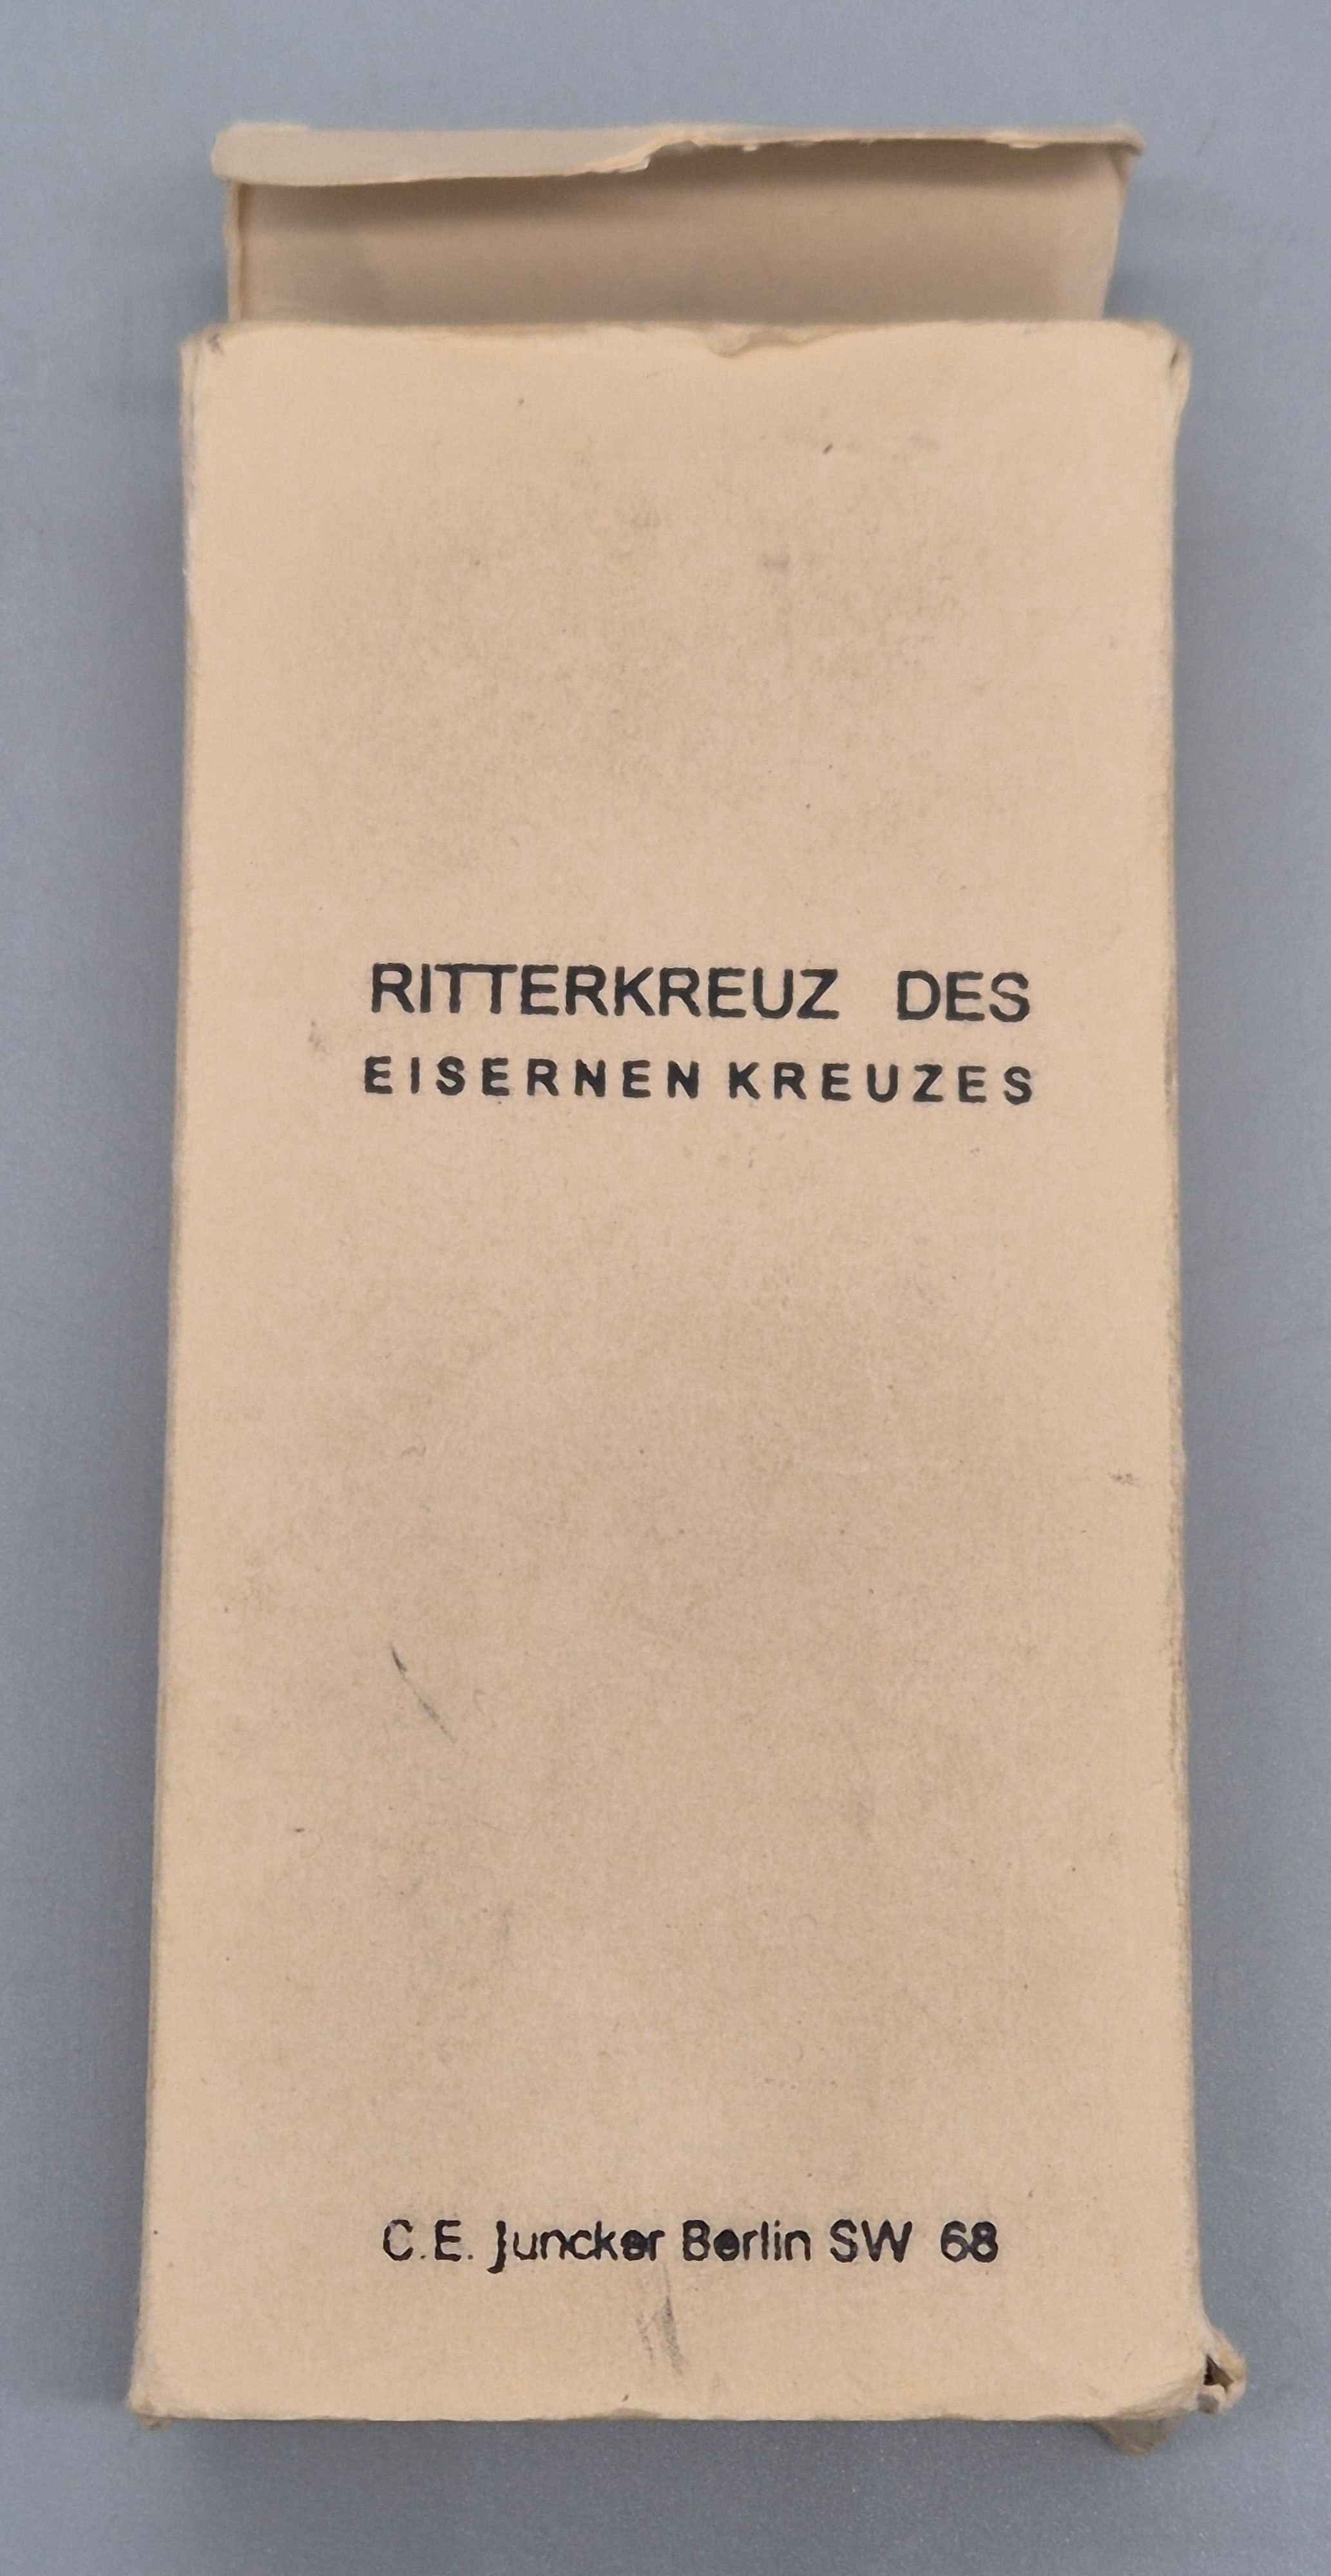 RITTERKREUZ DES
EISERNEN KREUZES
C.E. Juncker Berlin SW 68